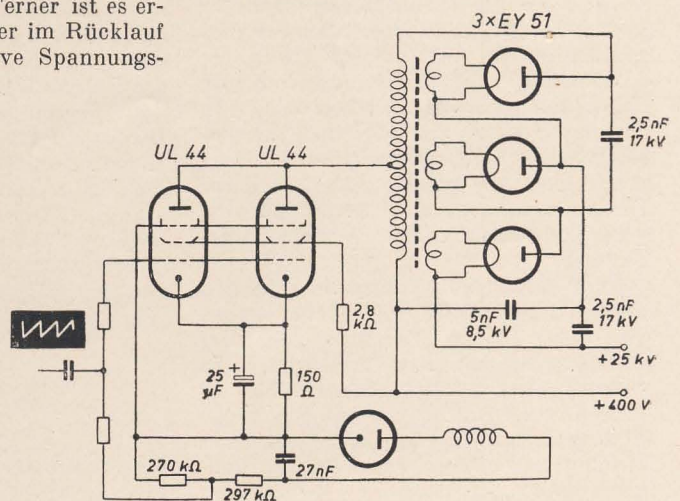 ferner ist es er-
er im Rücklauf
ve Spannungs-
3×EY 51
2,5 nF
17 kV
UL 44
UL 44
2,8
kΩ
5nF
8,5 kV
2,5nF
17 kV
+25 kV
+400 V
25
µF
+
150
Ω
270 kΩ
297 kΩ
27nF